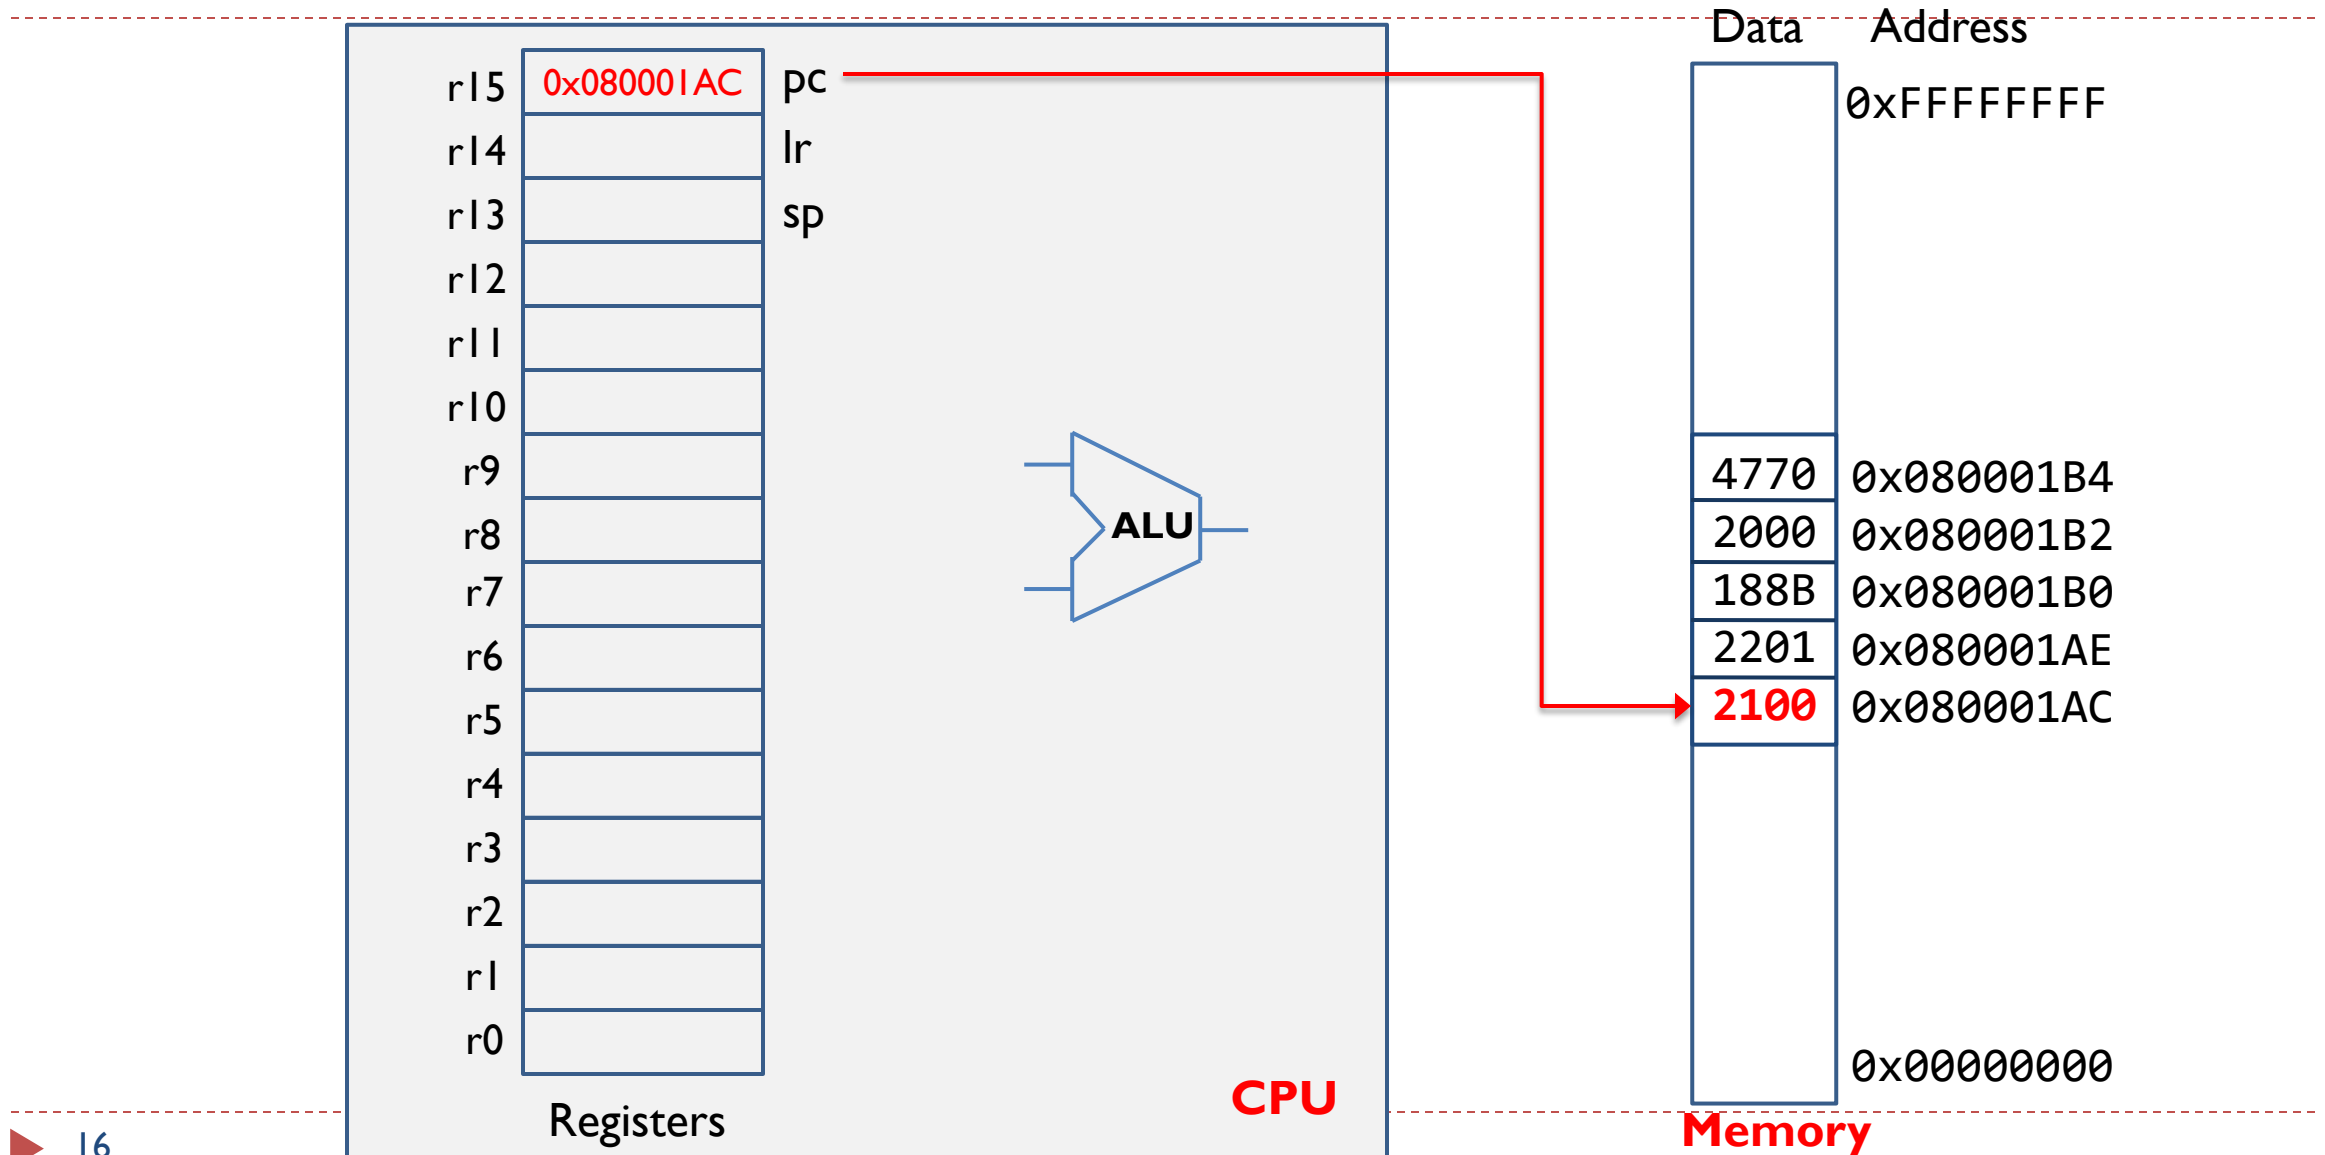 Data Address
r15 0x080001AC pc
0xFFFFFFFF
r14 lr
r13 sp
r12
r11
r10
r9 4770 0x080001B4
r8 ALU 2000 0x080001B2
r7 188B 0x080001B0
r6 2201 0x080001AE
r5 2100 0x080001AC
r4
r3
r2
r1
r0
0x00000000
CPU
Registers
Memory
16